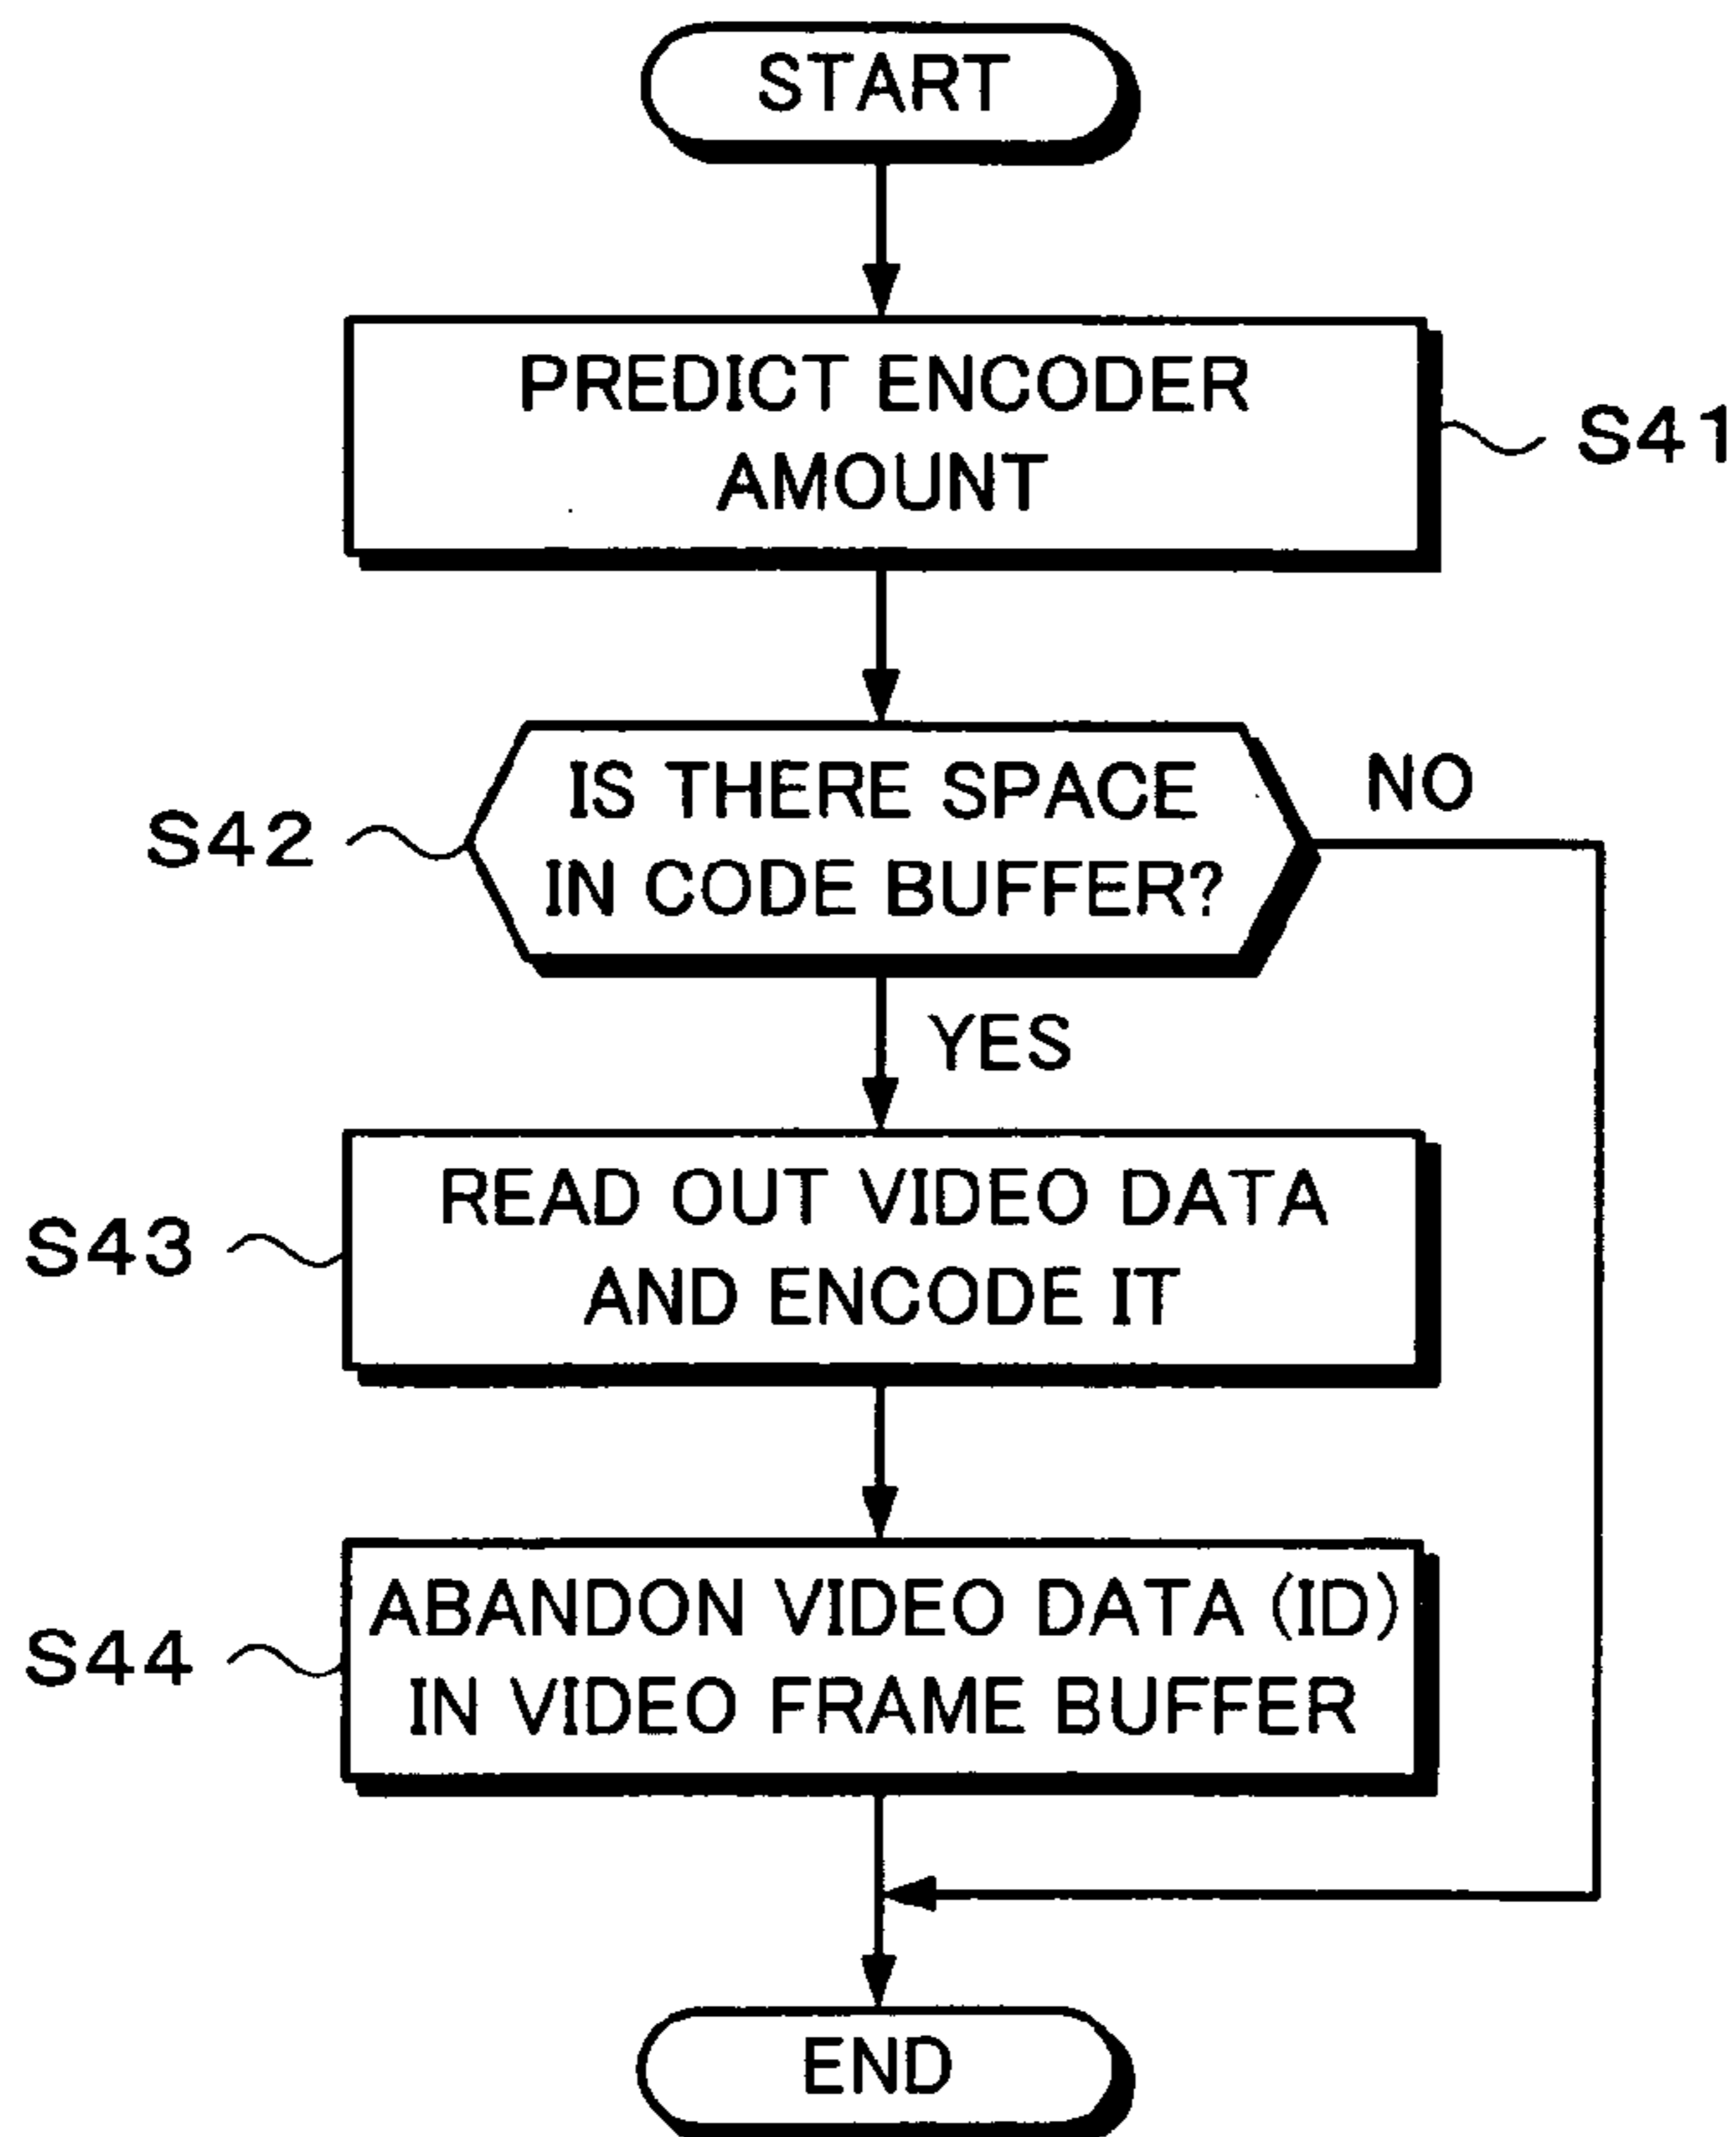 START
PREDICT ENCODER
AMOUNT
S41
IS THERE SPACE
IN CODE BUFFER?
S42
NO
YES
READ OUT VIDEO DATA
AND ENCODE IT
S43
ABANDON VIDEO DATA (ID)
IN VIDEO FRAME BUFFER
S44
END